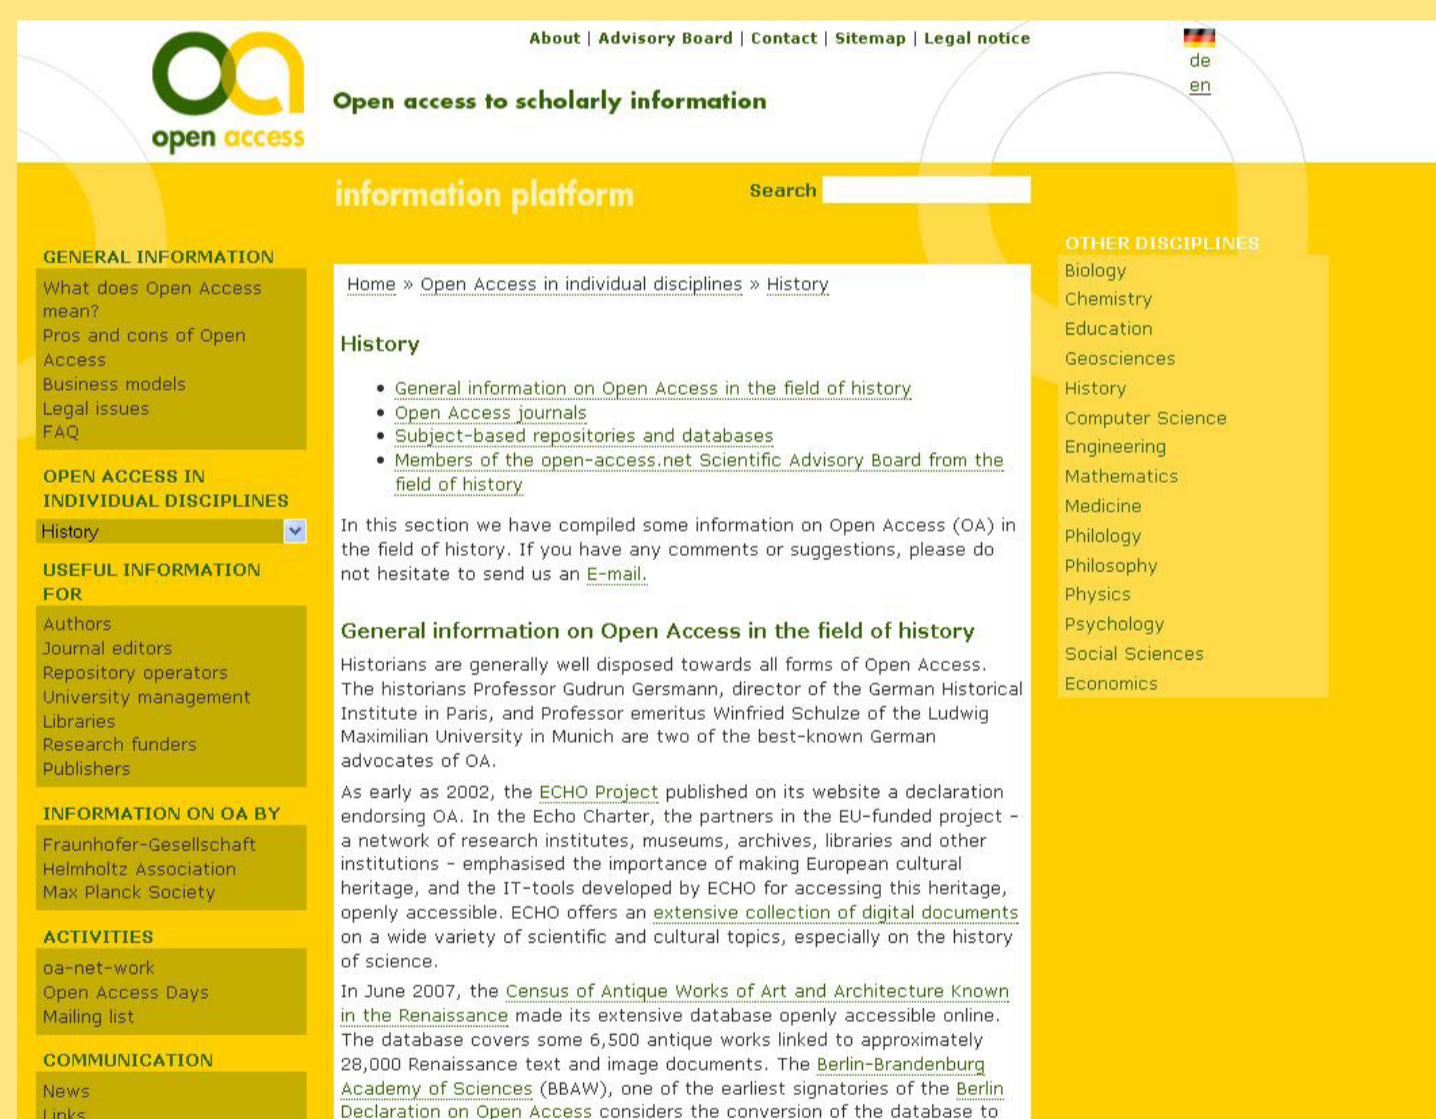 About | Advisory Board | Contact | Sitemap | Legal notice
de
en
open access
Open access to scholarly information
information platform
Search
GENERAL INFORMATION
What does Open Access
mean?
Pros and cons of Open
Access
Business models
Legal issues
FAQ
OPEN ACCESS IN
INDIVIDUAL DISCIPLINES
History
USEFUL INFORMATION
FOR
Authors
Journal editors
Repository operators
University management
Libraries
Research funders
Publishers
INFORMATION ON OA BY
Fraunhofer-Gesellschaft
Helmholtz Association
Max Planck Society
ACTIVITIES
oa-net-work
Open Access Days
Mailing list
COMMUNICATION
News
Links
Home » Open Access in individual disciplines » History
History
• General information on Open Access in the field of history
• Open Access journals
• Subject-based repositories and databases
• Members of the open-access.net Scientific Advisory Board from the
field of history
In this section we have compiled some information on Open Access (OA) in
the field of history. If you have any comments or suggestions, please do
not hesitate to send us an E-mail.
General information on Open Access in the field of history
Historians are generally well disposed towards all forms of Open Access.
The historians Professor Gudrun Gersmann, director of the German Historical
Institute in Paris, and Professor emeritus Winfried Schulze of the Ludwig
Maximilian University in Munich are two of the best-known German
advocates of OA.
As early as 2002, the ECHO Project published on its website a declaration
endorsing OA. In the Echo Charter, the partners in the EU-funded project –
a network of research institutes, museums, archives, libraries and other
institutions – emphasised the importance of making European cultural
heritage, and the IT-tools developed by ECHO for accessing this heritage,
openly accessible. ECHO offers an extensive collection of digital documents
on a wide variety of scientific and cultural topics, especially on the history
of science.
In June 2007, the Census of Antique Works of Art and Architecture Known
in the Renaissance made its extensive database openly accessible online.
The database covers some 6,500 antique works linked to approximately
28,000 Renaissance text and image documents. The Berlin-Brandenburg
Academy of Sciences (BBAW), one of the earliest signatories of the Berlin
Declaration on Open Access considers the conversion of the database to
OTHER DISCIPLINES
Biology
Chemistry
Education
Geosciences
History
Computer Science
Engineering
Mathematics
Medicine
Philology
Philosophy
Physics
Psychology
Social Sciences
Economics